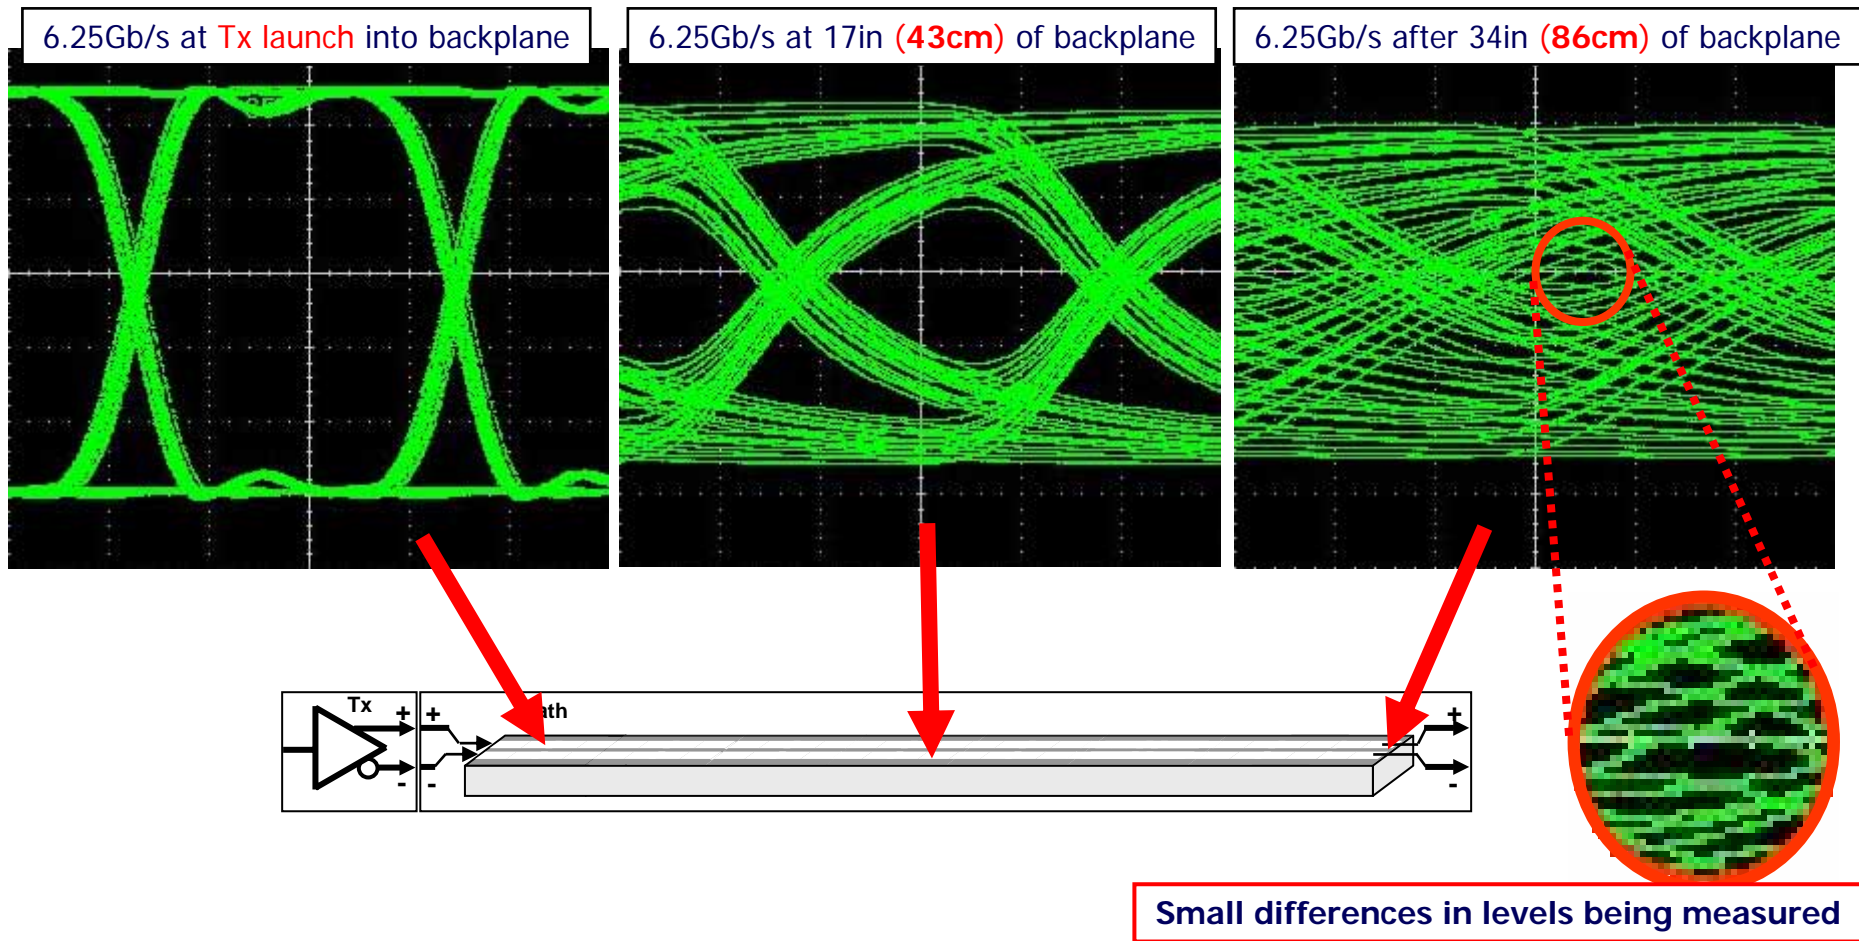 6.25Gb/s at Tx launch into backplane
6.25Gb/s at 17in (43cm) of backplane
6.25Gb/s after 34in (86cm) of backplane
Tx
+
+
-
-
ath
+
-
Small differences in levels being measured